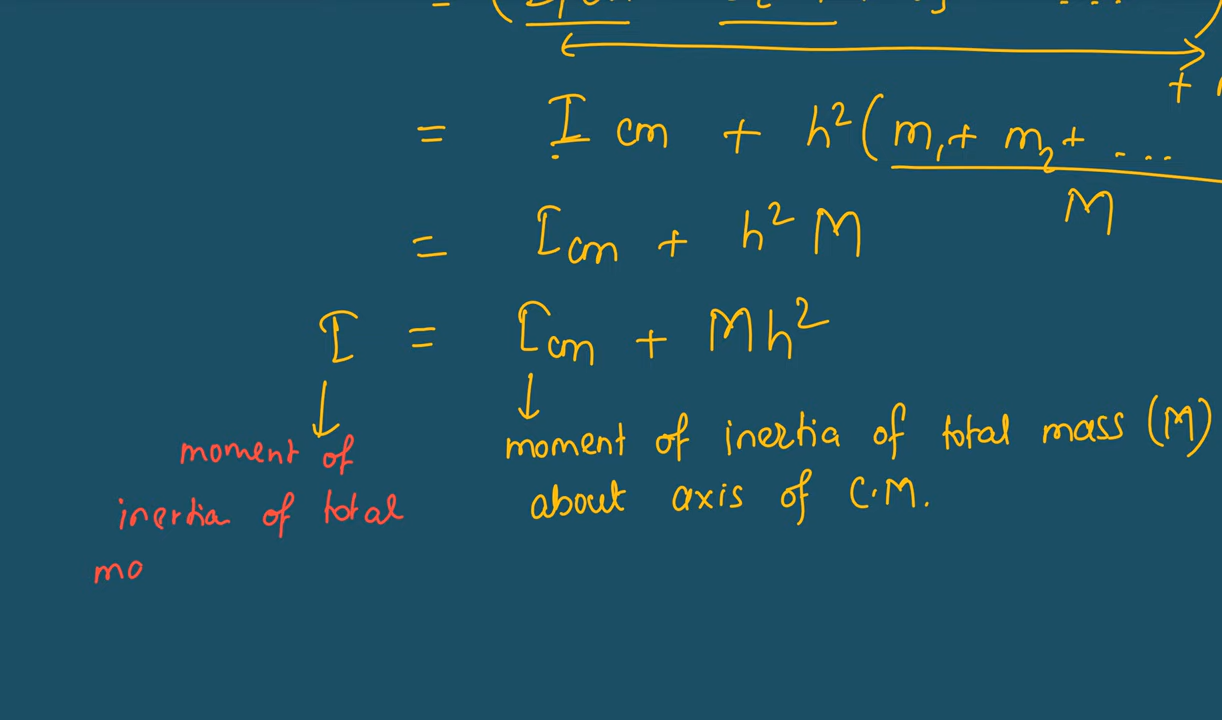 = I cm + h² (m₁ + m₂ + ....
M
= Icm + h² M
I = Icm + Mh²
moment of inertia of total mass (M)
about axis of C.M.
moment of
inertia of total
mo